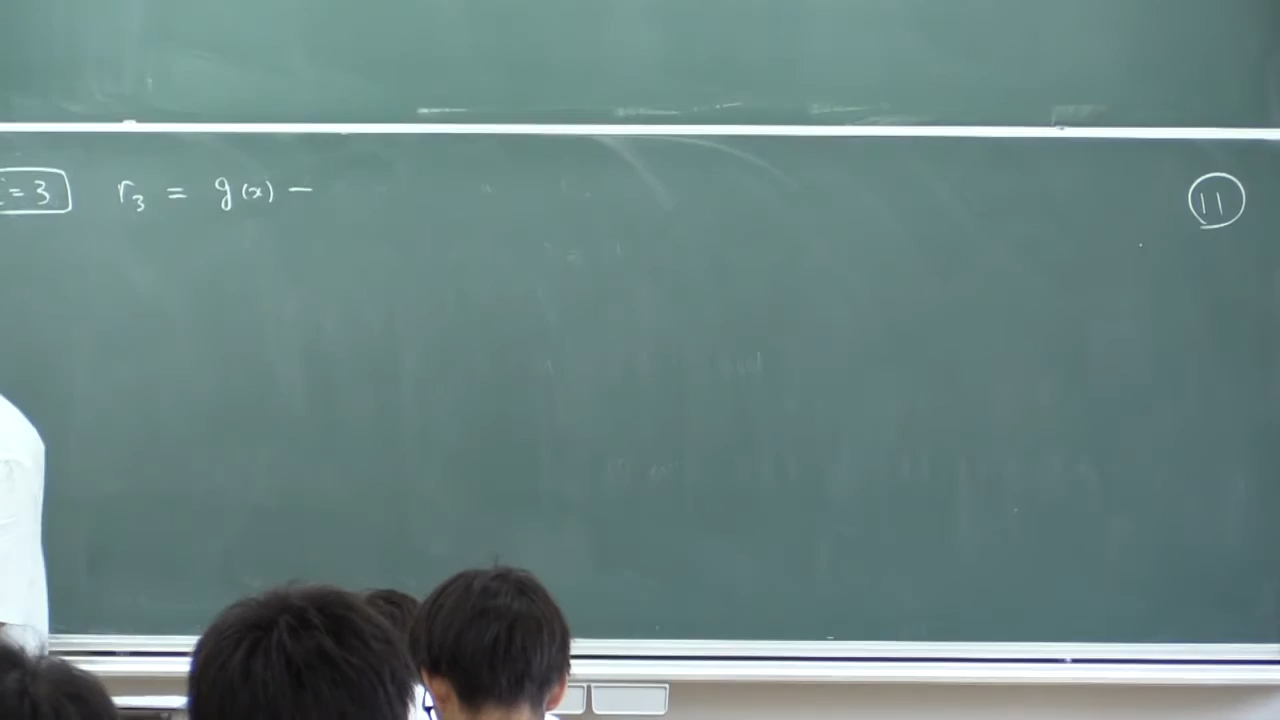 i=3 r₃ = g(x) −
11